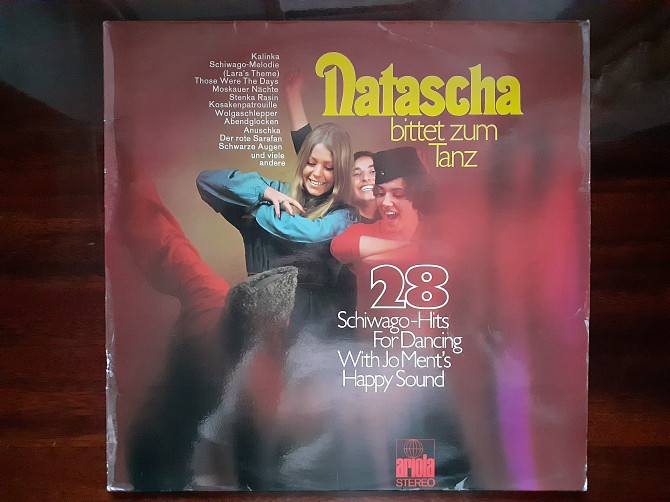 Kalinka
Schiwago-Melodie
(Lara's Theme)
Those Were The Days
Moskauer Nächte
Stenka Rasin
Kosakenpatrouille
Wolgaschlepper
Abendglocken
Anuschka
Der rote Sarafan
Schwarze Augen
und viele
andere
Natascha
bittet zum
Tanz
28
Schiwago-Hits
For Dancing
With Jo Ment's
Happy Sound
ariola
STEREO